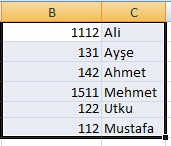 B C
1112 Ali
131 Ayşe
142 Ahmet
1511 Mehmet
122 Utku
112 Mustafa